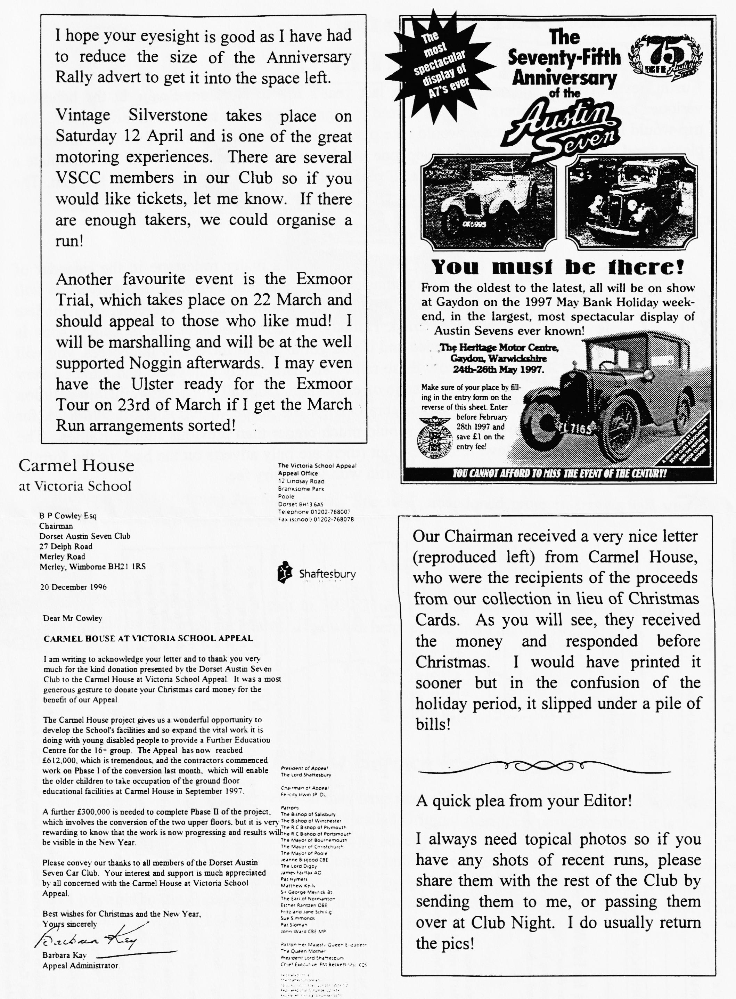 I hope your eyesight is good as I have had
to reduce the size of the Anniversary
Rally advert to get it into the space left.
Vintage Silverstone takes place on
Saturday 12 April and is one of the great
motoring experiences. There are several
VSCC members in our Club so if you
would like tickets, let me know. If there
are enough takers, we could organise a
run!
Another favourite event is the Exmoor
Trial, which takes place on 22 March and
should appeal to those who like mud! I
will be marshalling and will be at the well
supported Noggin afterwards. I may even
have the Ulster ready for the Exmoor
Tour on 23rd of March if I get the March
Run arrangements sorted!
The
most
spectacular
display of
A7's ever
The
Seventy-Fifth
Anniversary
of the
Austin
Seven
75
YEARS OF THE
Austin
Seven
OK6995
You must be there!
From the oldest to the latest, all will be on show
at Gaydon on the 1997 May Bank Holiday week-
end, in the largest, most spectacular display of
Austin Sevens ever known!
The Heritage Motor Centre,
Gaydon, Warwickshire
24th-26th May 1997.
Make sure of your place by fill-
ing in the entry form on the
reverse of this sheet. Enter
before February
28th 1997 and
save £1 on the
entry fee!
AUSTIN SEVEN
CLUBS ASSOCIATION
7165
A JOINT VENTURE BY THE AUSTIN
SEVEN CLUBS ASSOCIATION
AND THE HERITAGE
MOTOR CENTRE AT
GAYDON
YOU CANNOT AFFORD TO MISS THE EVENT OF THE CENTURY!
Carmel House
at Victoria School
The Victoria School Appeal
Appeal Office
12 Lindsay Road
Branksome Park
Poole
Dorset BH13 6AS
Telephone 01202-768007
Fax (school) 01202-768078
B P Cowley Esq
Chairman
Dorset Austin Seven Club
27 Delph Road
Merley Road
Merley, Wimborne BH21 1RS
Shaftesbury
20 December 1996
Dear Mr Cowley
CARMEL HOUSE AT VICTORIA SCHOOL APPEAL
I am writing to acknowledge your letter and to thank you very
much for the kind donation presented by the Dorset Austin Seven
Club to the Carmel House at Victoria School Appeal. It was a most
generous gesture to donate your Christmas card money for the
benefit of our Appeal.
The Carmel House project gives us a wonderful opportunity to
develop the School's facilities and so expand the vital work it is
doing with young disabled people to provide a Further Education
Centre for the 16+ group. The Appeal has now reached
£612,000, which is tremendous, and the contractors commenced
work on Phase I of the conversion last month, which will enable
the older children to take occupation of the ground floor
educational facilities at Carmel House in September 1997.
A further £300,000 is needed to complete Phase II of the project,
which involves the conversion of the two upper floors, but it is very
rewarding to know that the work is now progressing and results will
be visible in the New Year.
Please convey our thanks to all members of the Dorset Austin
Seven Car Club. Your interest and support is much appreciated
by all concerned with the Carmel House at Victoria School
Appeal.
Best wishes for Christmas and the New Year,
Yours sincerely
Barbara Kay
Barbara Kay
Appeal Administrator.
President of Appeal
The Lord Shaftesbury
Chairman of Appeal
Felicity Irwin JP DL
Patrons
The Bishop of Salisbury
The Bishop of Winchester
The R C Bishop of Plymouth
The R C Bishop of Portsmouth
The Mayor of Bournemouth
The Mayor of Christchurch
The Mayor of Poole
Jeanne Bisgood CBE
The Lord Digby
James Fairfax AO
Pat Hymers
Matthew Kelly
Sir George Meyrick Bt
The Earl of Normanton
Esther Rantzen OBE
Fritz and Jane Schillig
Sue Simmonds
Pat Sloman
John Ward CBE MP
Patron Her Majesty Queen Elizabeth
The Queen Mother
President Lord Shaftesbury
Chief Executive FM Beckett
Our Chairman received a very nice letter
(reproduced left) from Carmel House,
who were the recipients of the proceeds
from our collection in lieu of Christmas
Cards. As you will see, they received
the money and responded before
Christmas. I would have printed it
sooner but in the confusion of the
holiday period, it slipped under a pile of
bills!
A quick plea from your Editor!
I always need topical photos so if you
have any shots of recent runs, please
share them with the rest of the Club by
sending them to me, or passing them
over at Club Night. I do usually return
the pics!